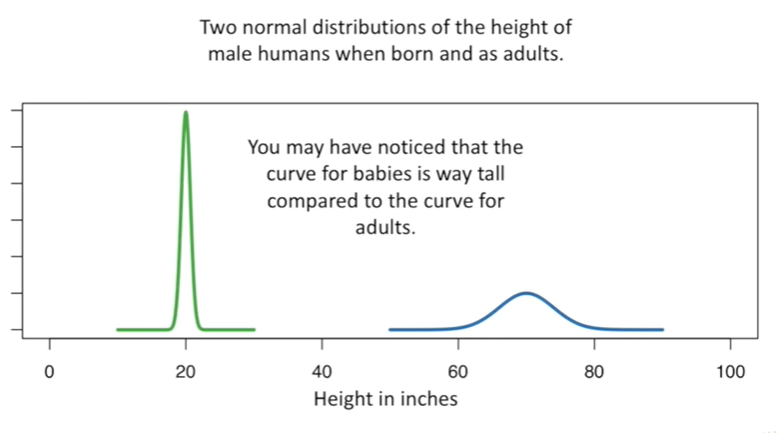 Two normal distributions of the height of
male humans when born and as adults.
You may have noticed that the
curve for babies is way tall
compared to the curve for
adults.
0 20 40 60 80 100
Height in inches